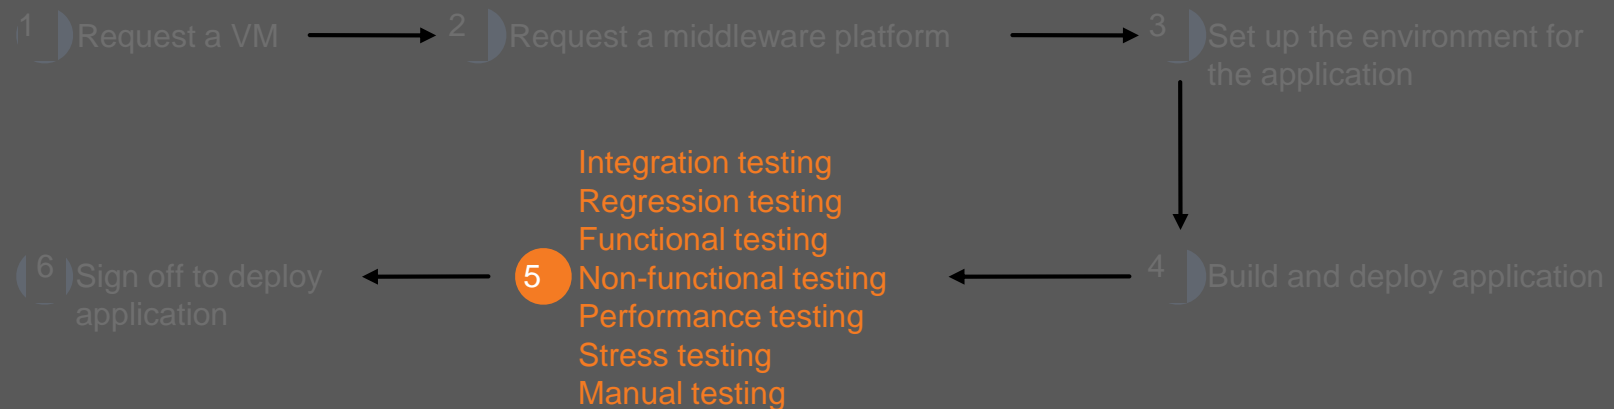 1 Request a VM
2 Request a middleware platform
3 Set up the environment for
the application
4 Build and deploy application
5
Integration testing
Regression testing
Functional testing
Non-functional testing
Performance testing
Stress testing
Manual testing
6 Sign off to deploy
application